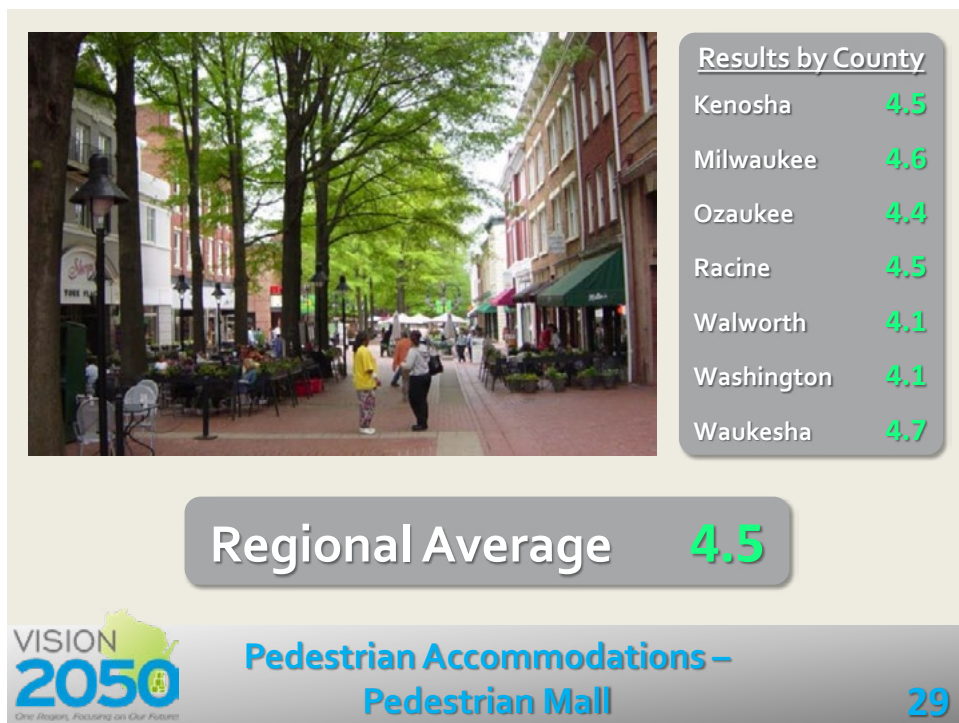 Results by County
Kenosha 4.5
Milwaukee 4.6
Ozaukee 4.4
Racine 4.5
Walworth 4.1
Washington 4.1
Waukesha 4.7
Regional Average 4.5
VISION
2050
One Region, Focusing on Our Future!
Pedestrian Accommodations –
Pedestrian Mall
29